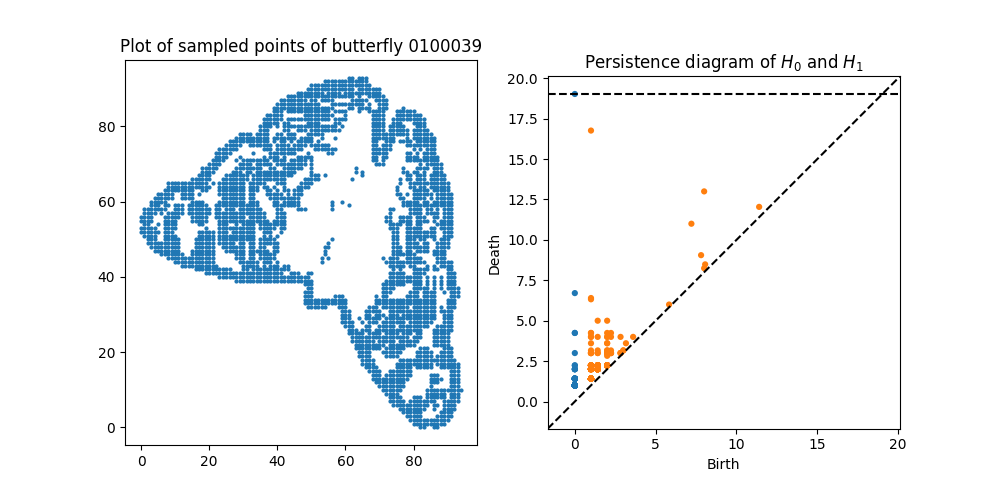 Plot of sampled points of butterfly 0100039
80
60
40
20
0
0 20 40 60 80
Persistence diagram of $H_0$ and $H_1$
20.0
17.5
15.0
12.5
10.0
7.5
5.0
2.5
0.0
Death
0 5 10 15 20
Birth